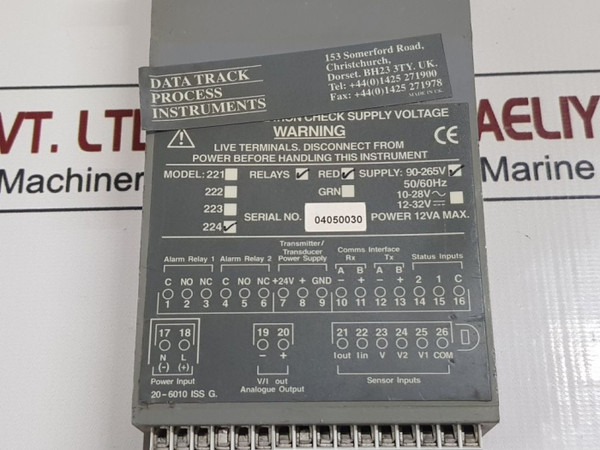 DATA TRACK
PROCESS
INSTRUMENTS
153 Somerford Road,
Christchurch,
Dorset. BH23 3TY. UK.
Tel: +44(0)1425 271900
Fax: +44(0)1425 271978
MADE IN UK
CHECK SUPPLY VOLTAGE
WARNING
LIVE TERMINALS. DISCONNECT FROM
POWER BEFORE HANDLING THIS INSTRUMENT
CE
MODEL: 221 RELAYS RED SUPPLY: 90-265V
50/60Hz
222 GRN 10-28V
12-32V
223
224 SERIAL NO. 04050030 POWER 12VA MAX.
Alarm Relay 1 Alarm Relay 2 Transmitter/ Transducer Power Supply Comms Interface Rx Tx Status Inputs
A B A B
C NO NC C NO NC +24V + GND − + − + 2 1 C
1 2 3 4 5 6 7 8 9 10 11 12 13 14 15 16
17 18 19 20 21 22 23 24 25 26
N L − + I out I in V V2 V1 COM
(−) (+)
Power Input V/I out Analogue Output Sensor Inputs
20-6010 ISS G.
VT. LTD
AELIY
Machinery
Marine